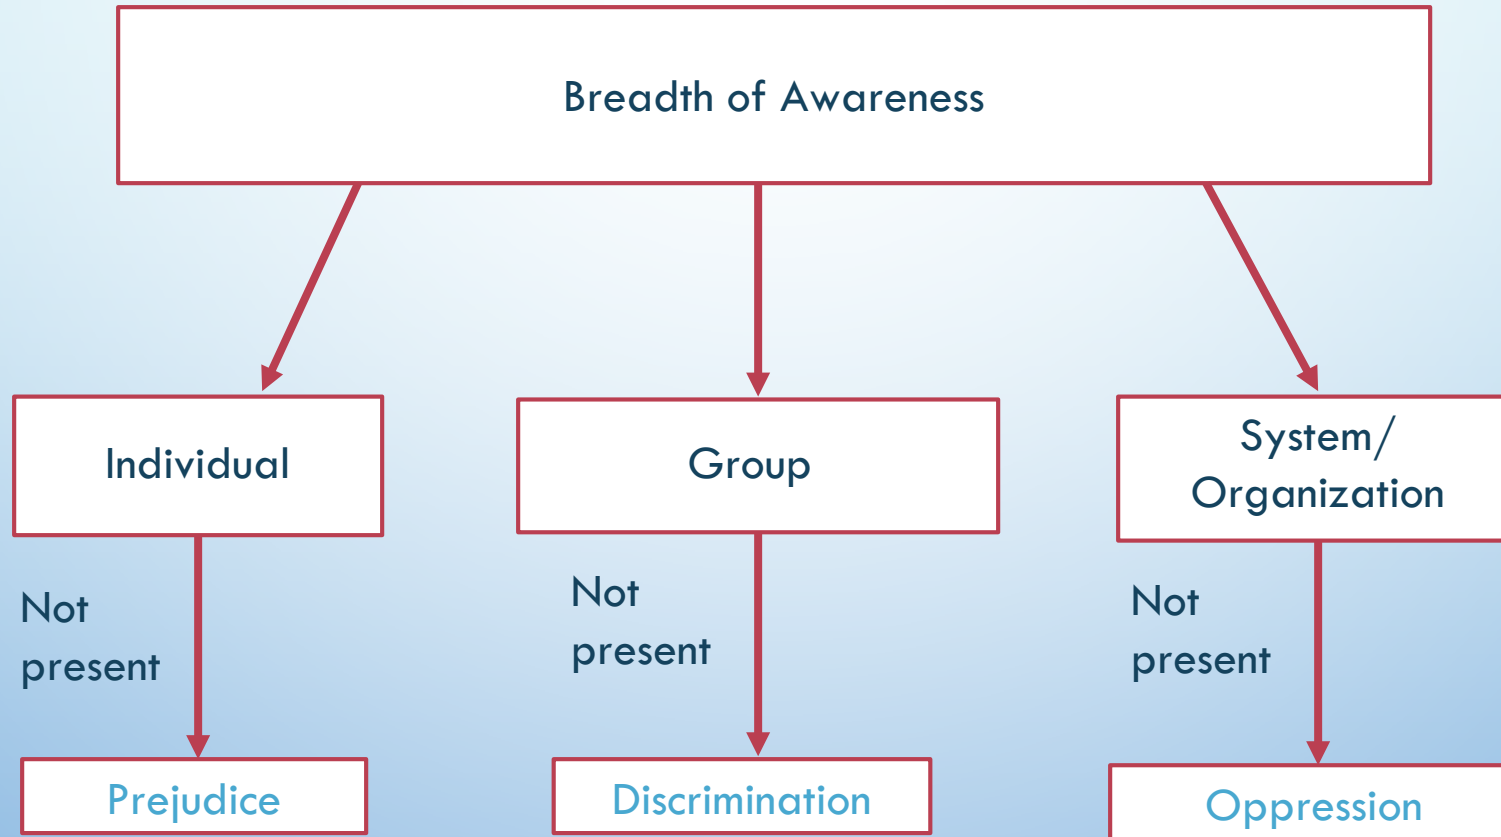 Breadth of Awareness
Individual
Group
System/
Organization
Not
present
Not
present
Not
present
Prejudice
Discrimination
Oppression